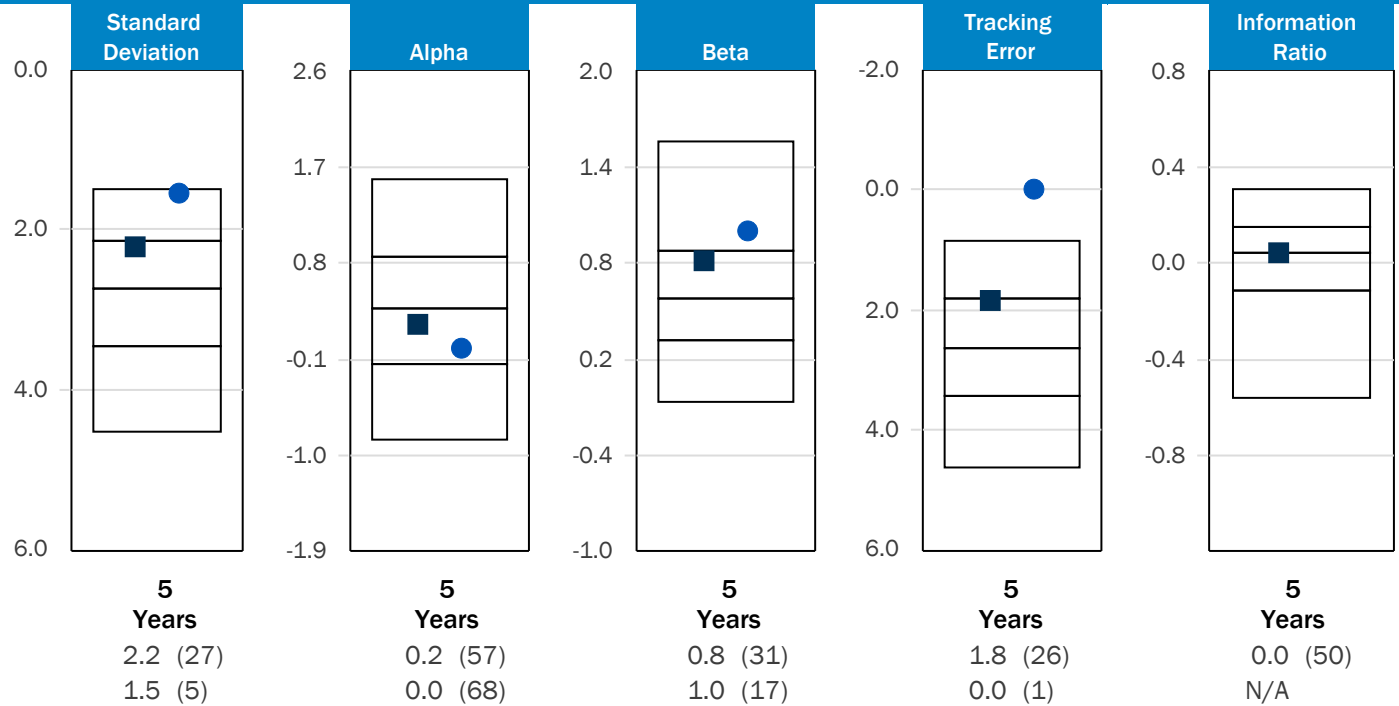 Standard
Deviation
Alpha
Beta
Tracking
Error
Information
Ratio
0.0
2.0
4.0
6.0
2.6
1.7
0.8
-0.1
-1.0
-1.9
2.0
1.4
0.8
0.2
-0.4
-1.0
-2.0
0.0
2.0
4.0
6.0
0.8
0.4
0.0
-0.4
-0.8
5
Years
5
Years
5
Years
5
Years
5
Years
2.2 (27)
0.2 (57)
0.8 (31)
1.8 (26)
0.0 (50)
1.5 (5)
0.0 (68)
1.0 (17)
0.0 (1)
N/A